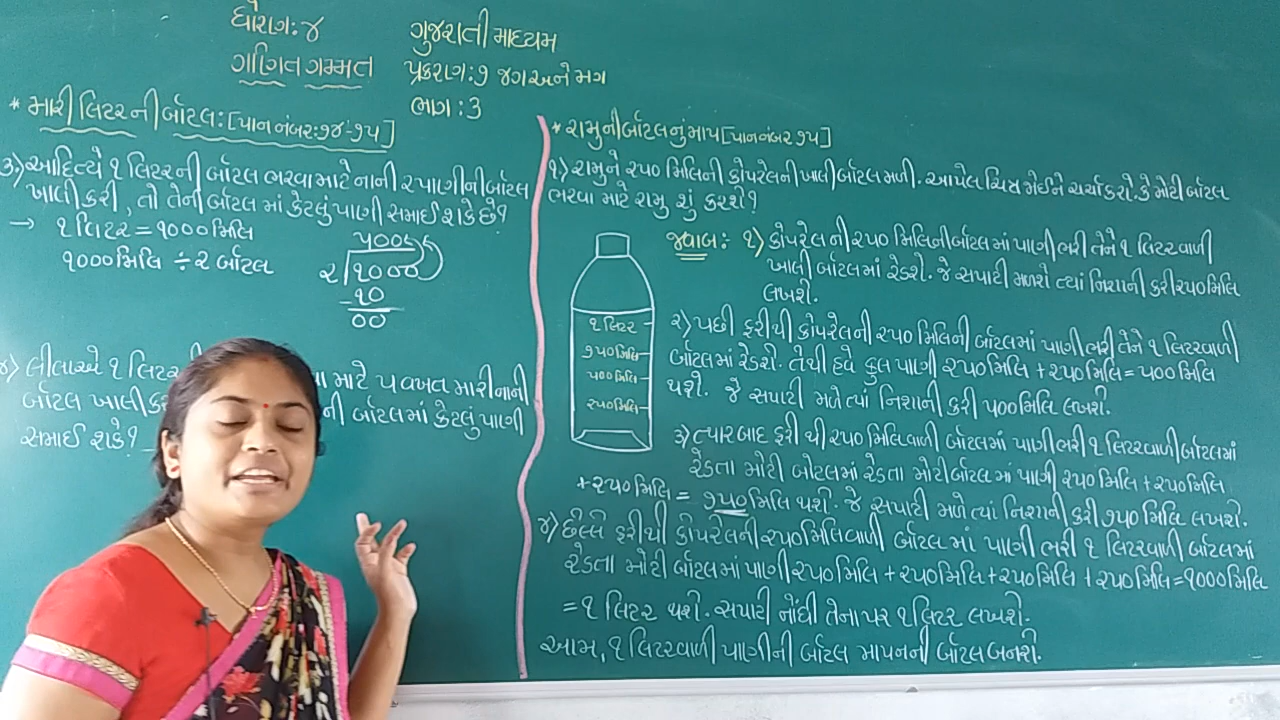 ધોરણ: ૪
ગણિત ગમ્મત
ગુજરાતી માધ્યમ
પ્રકરણ: ૭ જગ અને મગ
ભાગ : 3
* મારી લિટરની બૉટલ: [પાન નંબર: ૭૪-૭૫]
૩.) આદિત્યે ૧ લિટરની બૉટલ ભરવા માટે નાની ૨ પાણીની બૉટલ
ખાલી કરી, તો તેની બૉટલ માં કેટલું પાણી સમાઈ શકે છે?
→ ૧ લિટર = ૧૦૦૦ મિલિ
૧૦૦૦ મિલિ ÷ ૨ બૉટલ
૫૦૦
૨)૧૦૦૦
-૧૦
૦૦
૪) લીલાએ ૧ લિટર માટે ૫ વખત મારી નાની
બૉટલ ખાલી કરી ની બૉટલમાં કેટલું પાણી
સમાઈ શકે?
* રામુની બૉટલનું માપ [પાન નંબર ૭૫]
૧) રામુને ૨૫૦ મિલિની કોપરેલની ખાલી બૉટલ મળી. આપેલ ચિત્ર જોઈને ચર્ચા કરો. કે મોટી બૉટલ
ભરવા માટે રામુ શું કરશે?
જવાબ: ૧) કોપરેલ ની ૨૫૦ મિલિની બૉટલ માં પાણી ભરી તેને ૧ લિટરવાળી
ખાલી બૉટલમાં રેડશે. જે સપાટી મળશે ત્યાં નિશાની કરી ૨૫૦ મિલિ
લખશે.
૧ લિટર
૭૫૦ મિલિ
૫૦૦ મિલિ
૨૫૦ મિલિ
૨) પછી ફરીથી કોપરેલની ૨૫૦ મિલિની બૉટલમાં પાણી ભરી તેને ૧ લિટરવાળી
બૉટલમાં રેડશે. તેથી હવે કુલ પાણી ૨૫૦ મિલિ + ૨૫૦ મિલિ = ૫૦૦ મિલિ
થશે. જે સપાટી મળે ત્યાં નિશાની કરી ૫૦૦ મિલિ લખશે.
૩) ત્યારબાદ ફરી થી ૨૫૦ મિલિવાળી બૉટલમાં પાણી ભરી ૧ લિટરવાળી બૉટલમાં
રેડતા મોટી બોટલમાં રેડતા મોટી બૉટલ માં પાણી ૨૫૦ મિલિ + ૨૫૦ મિલિ
+ ૨૫૦ મિલિ = ૭૫૦ મિલિ થશે. જે સપાટી મળે ત્યાં નિશાની કરી ૭૫૦ મિલિ લખશે.
૪) છેલ્લે ફરીથી કોપરેલની ૨૫૦ મિલિવાળી બૉટલ માં પાણી ભરી ૧ લિટરવાળી બૉટલમાં
રેડતા મોટી બૉટલમાં પાણી ૨૫૦ મિલિ + ૨૫૦ મિલિ + ૨૫૦ મિલિ + ૨૫૦ મિલિ = ૧૦૦૦ મિલિ
= ૧ લિટર થશે. સપાટી નોંધી તેના પર ૧ લિટર લખશે.
આમ, ૧ લિટરવાળી પાણીની બૉટલ માપનની બૉટલ બનશે.